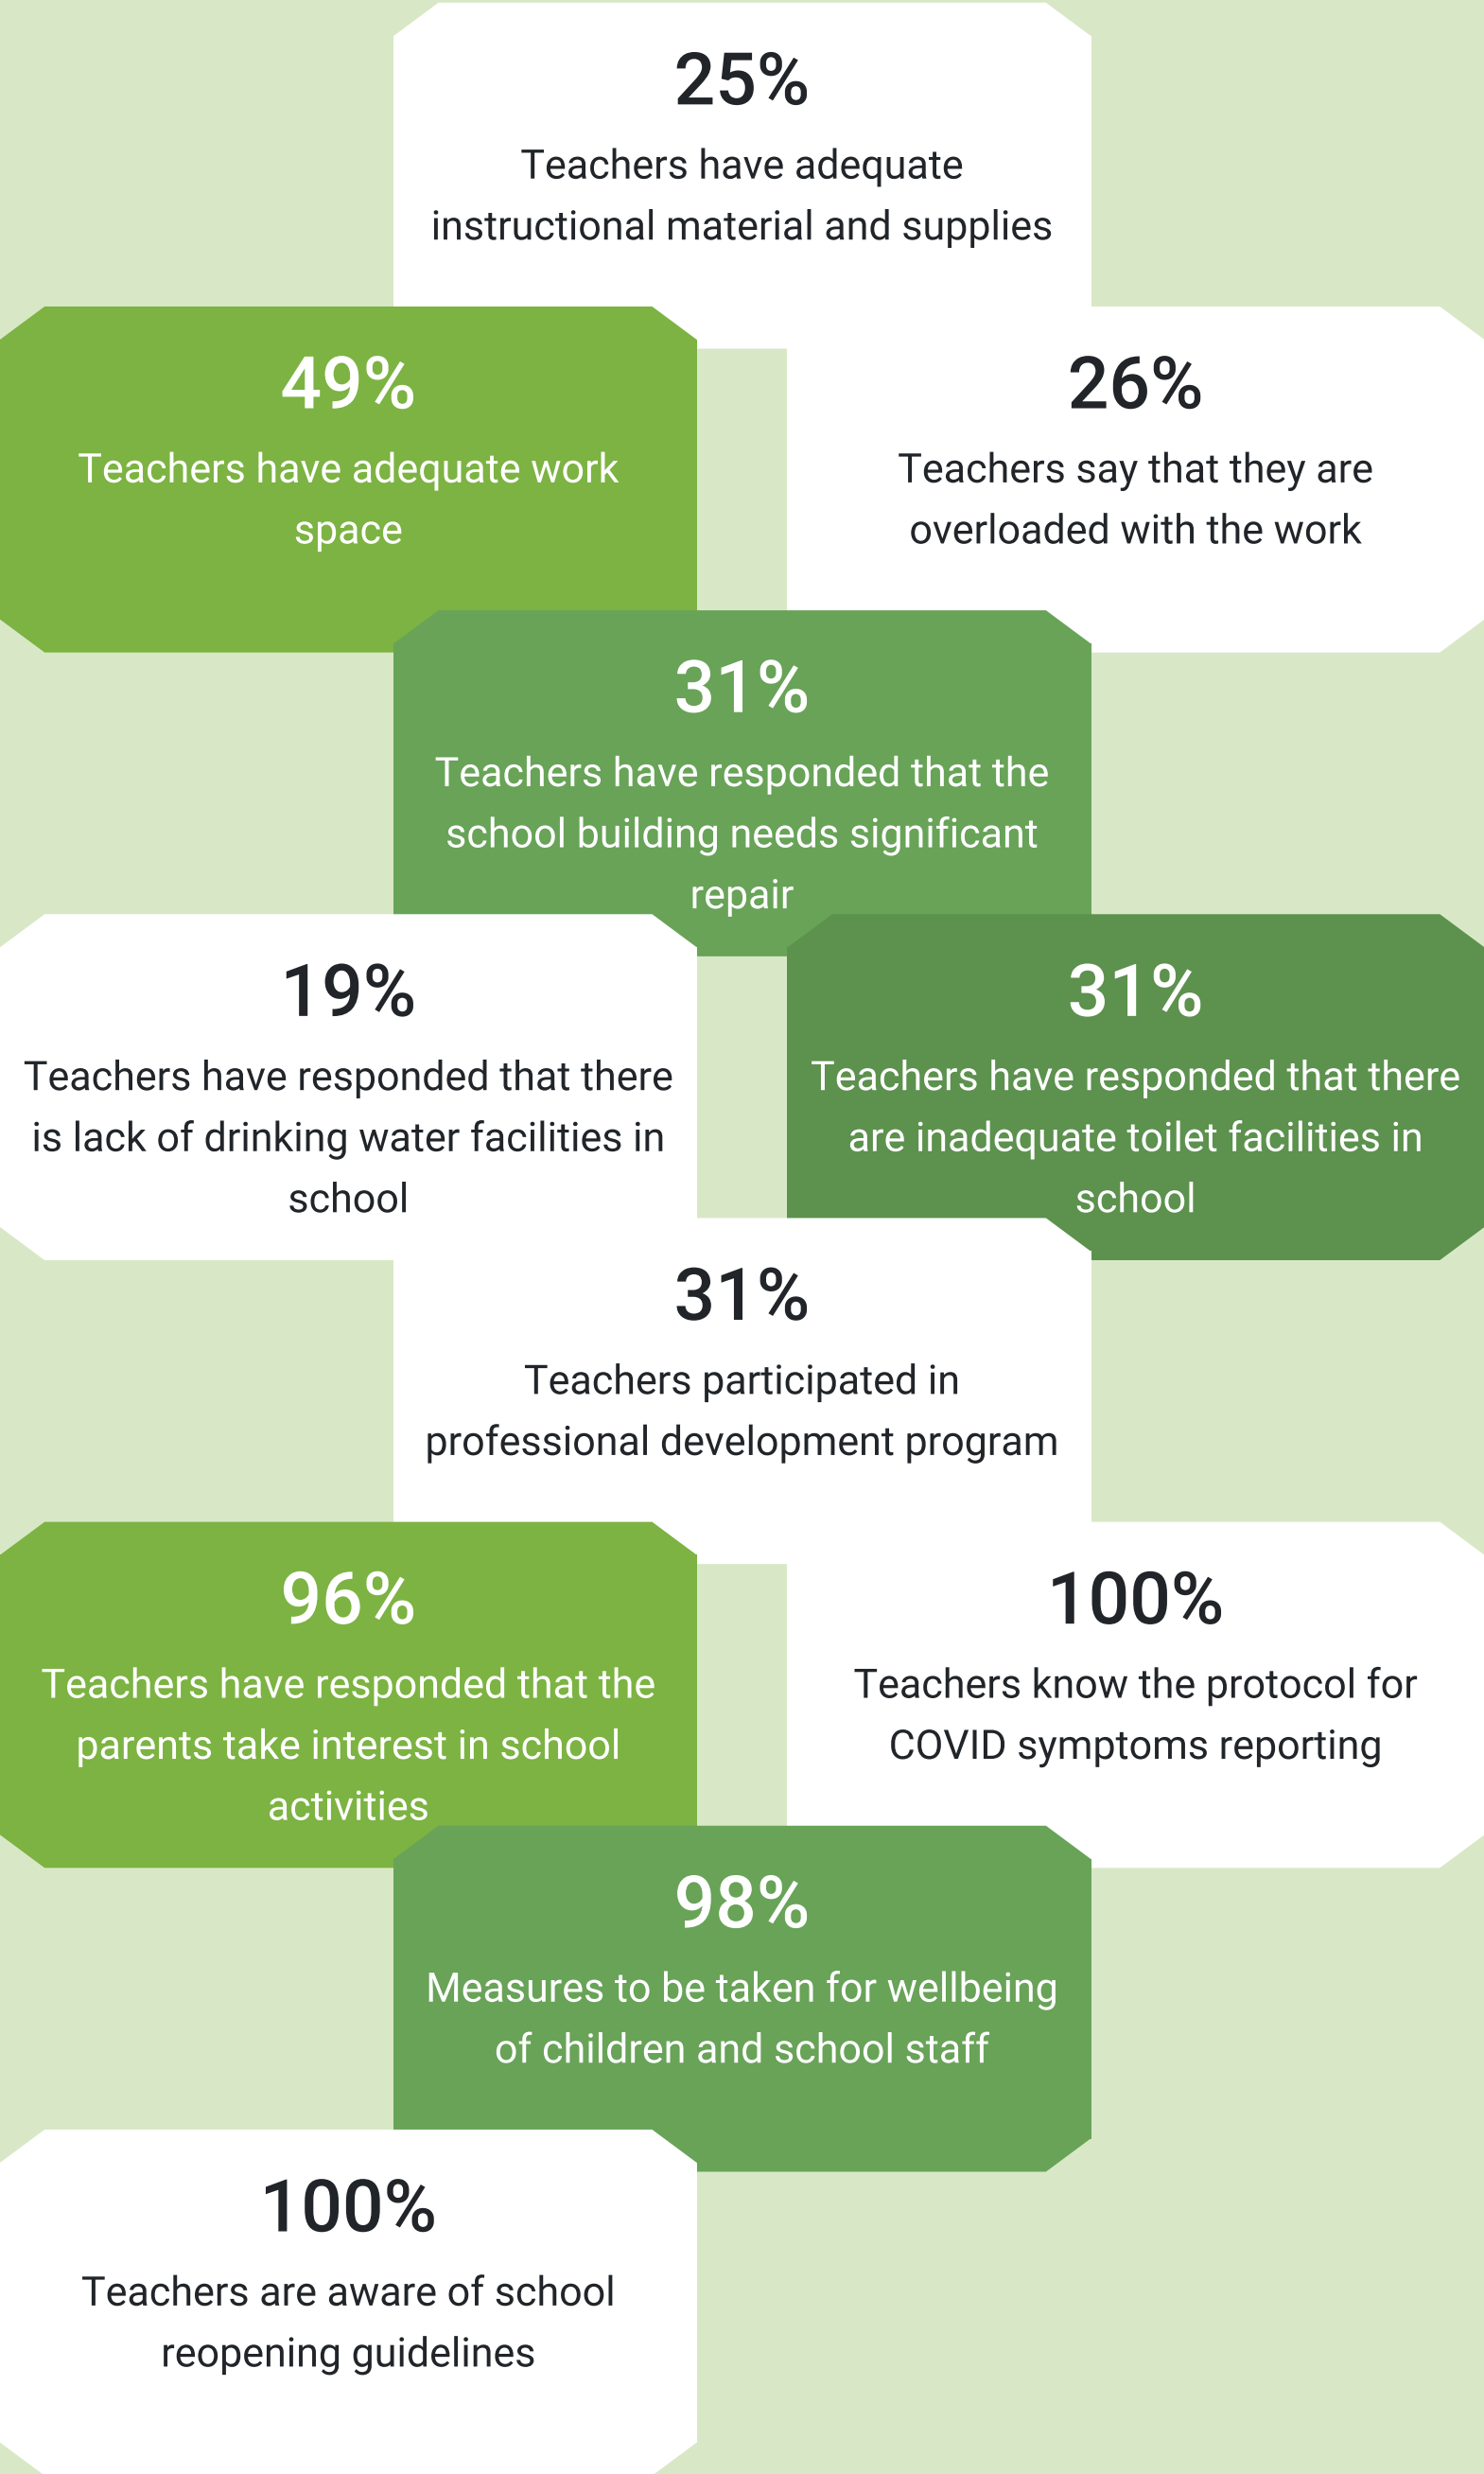 25%
Teachers have adequate
instructional material and supplies
49%
Teachers have adequate work
space
26%
Teachers say that they are
overloaded with the work
31%
Teachers have responded that the
school building needs significant
repair
19%
Teachers have responded that there
is lack of drinking water facilities in
school
31%
Teachers have responded that there
are inadequate toilet facilities in
school
31%
Teachers participated in
professional development program
96%
Teachers have responded that the
parents take interest in school
activities
100%
Teachers know the protocol for
COVID symptoms reporting
98%
Measures to be taken for wellbeing
of children and school staff
100%
Teachers are aware of school
reopening guidelines